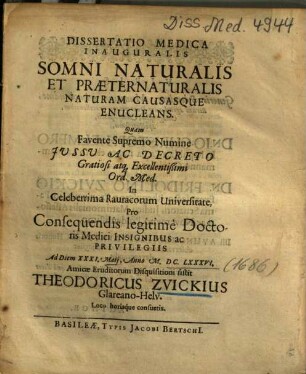 Diss Med. 4944
DISSERTATIO MEDICA
INAUGURALIS
SOMNI NATURALIS
ET PRÆTERNATURALIS
NATURAM CAUSASQUE
ENUCLEANS.
Quam
Favente Supremo Numine
JUSSU AC DECRETO
Gratiosi atq; Excellentissimi
Ord. Med.
In
Celeberrima Rauracorum Universitate,
Pro
Consequendis legitimè Docto-
ris Medici INSIGNIBUS ac
PRIVILEGIIS
Ad Diem XXXI. Maij, Anno M. DC. LXXXVI.
(1686)
Amicæ Eruditorum Disquisitioni sistit
THEODORICUS ZVICKIUS
Glareano-Helv.
Loco horisque consuetis.
BASILEÆ, TYPIS JACOBI BERTSCHI.